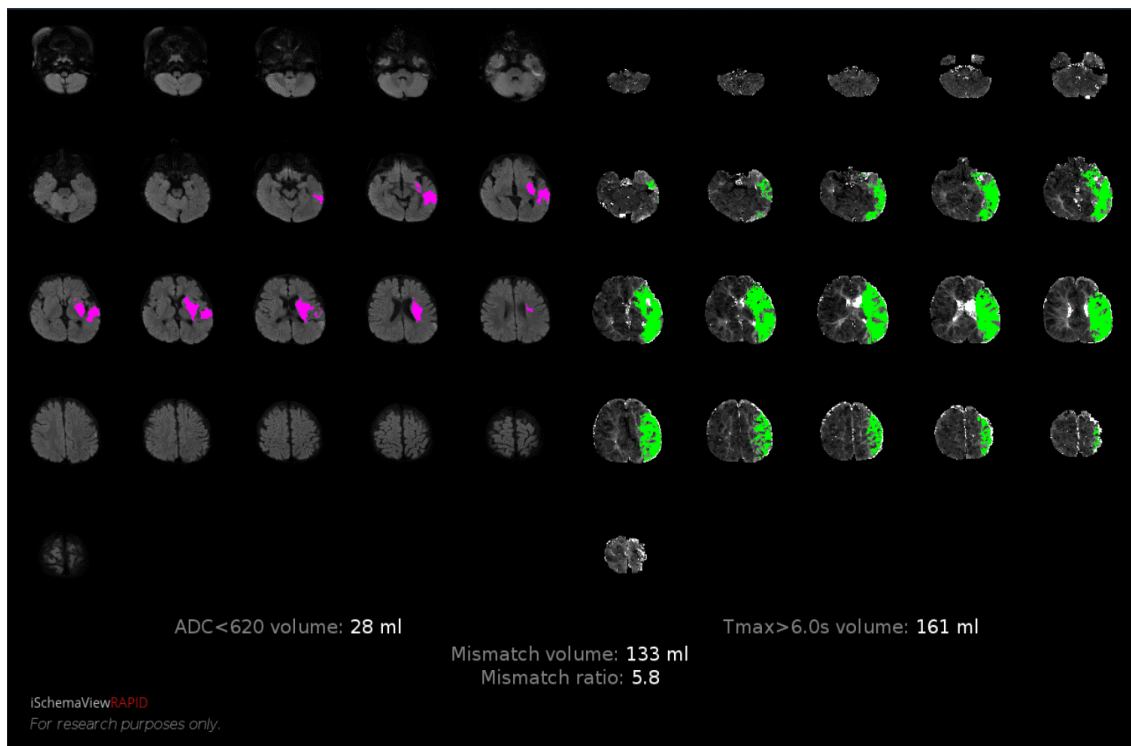 ADC<620 volume: 28 ml
Tmax>6.0s volume: 161 ml
Mismatch volume: 133 ml
Mismatch ratio: 5.8
iSchemaViewRAPID
For research purposes only.